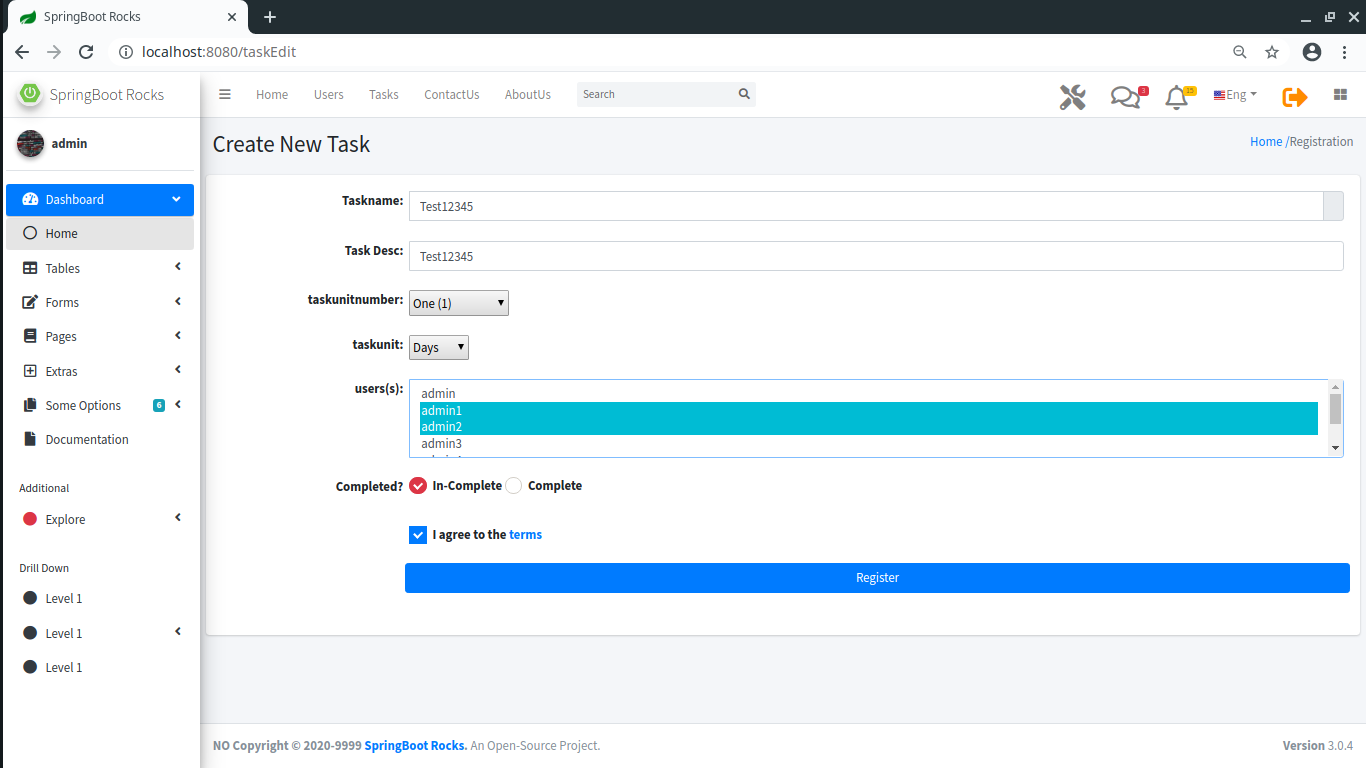 SpringBoot Rocks
localhost:8080/taskEdit
SpringBoot Rocks
Home Users Tasks ContactUs AboutUs Search 3 15 Eng
admin
Create New Task
Home /Registration
Dashboard
Home
Tables
Forms
Pages
Extras
Some Options 6
Documentation
Additional
Explore
Drill Down
Level 1
Level 1
Level 1
Taskname: Test12345
Task Desc: Test12345
taskunitnumber: One (1)
taskunit: Days
users(s): admin
admin1
admin2
admin3
Completed? In-Complete Complete
I agree to the terms
Register
NO Copyright © 2020-9999 SpringBoot Rocks. An Open-Source Project.
Version 3.0.4